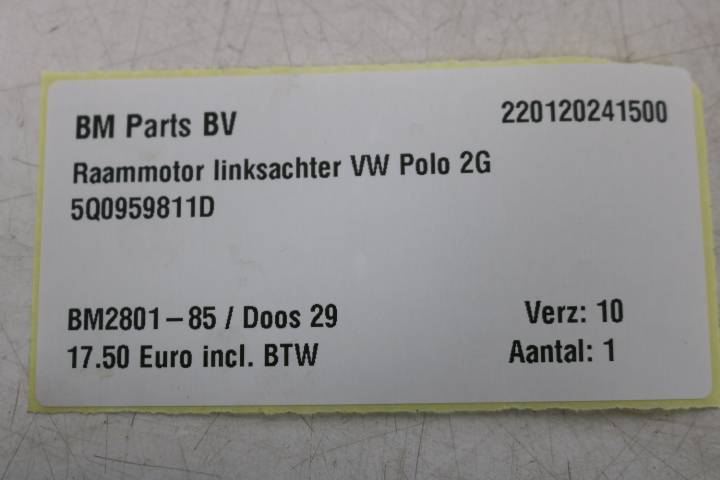 BM Parts BV 220120241500
Raammotor linksachter VW Polo 2G
5Q0959811D
BM2801-85 / Doos 29 Verz: 10
17.50 Euro incl. BTW Aantal: 1